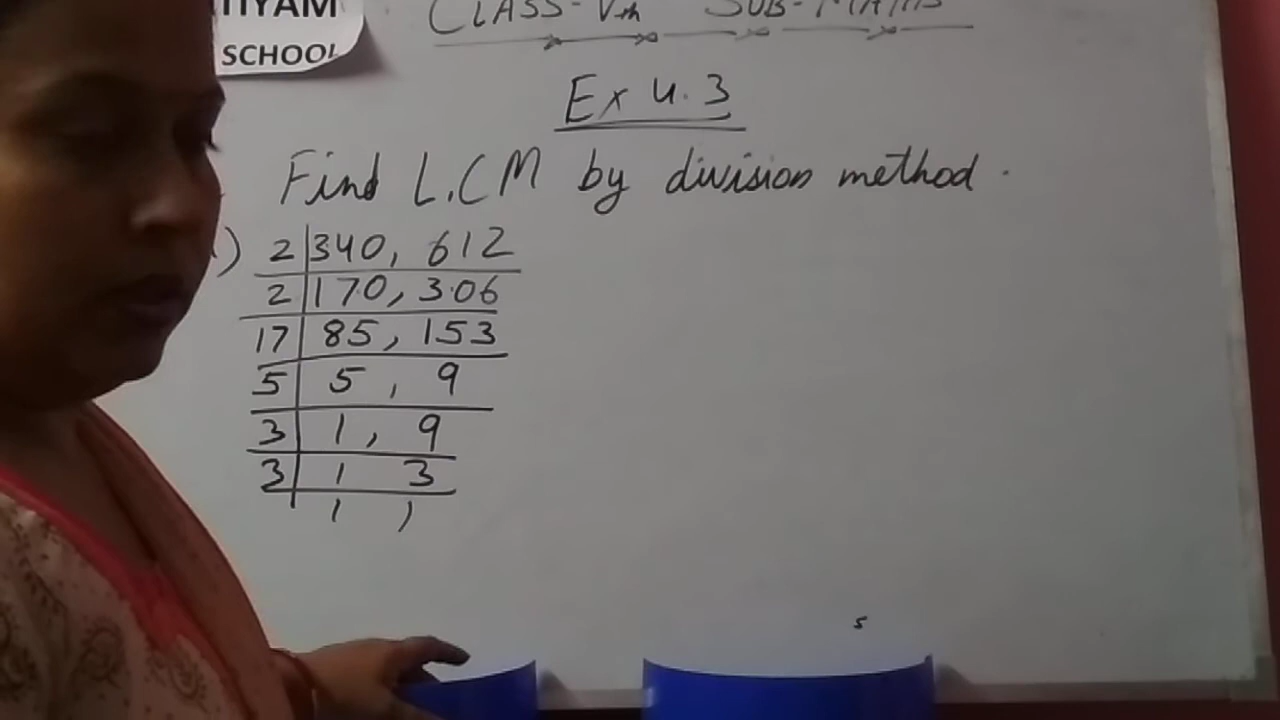 SCHOOL
CLASS-Vth SUB-MATHS
Ex 4.3
Find L.CM by division method.
2 340, 612
2 170, 306
17 85, 153
5 5, 9
3 1, 9
3 1 3
1 1
5